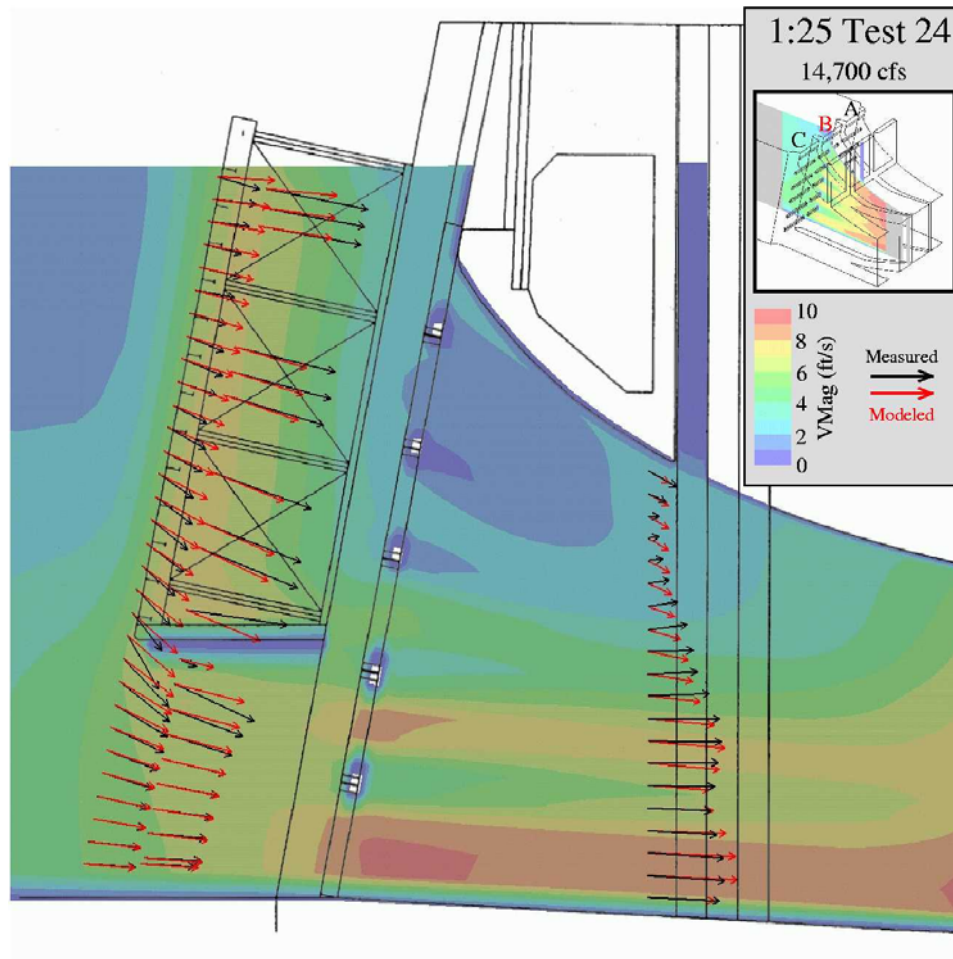 1:25 Test 24
14,700 cfs
A
B
C
10
8
6
4
2
0
VMag (ft/s)
Measured
Modeled